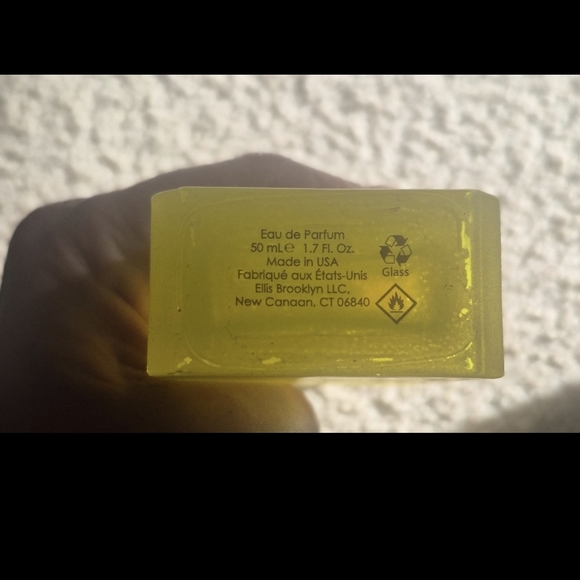 Eau de Parfum
50 mL℮ 1.7 Fl. Oz.
Made in USA
Fabriqué aux États-Unis
Ellis Brooklyn LLC,
New Canaan, CT 06840
Glass